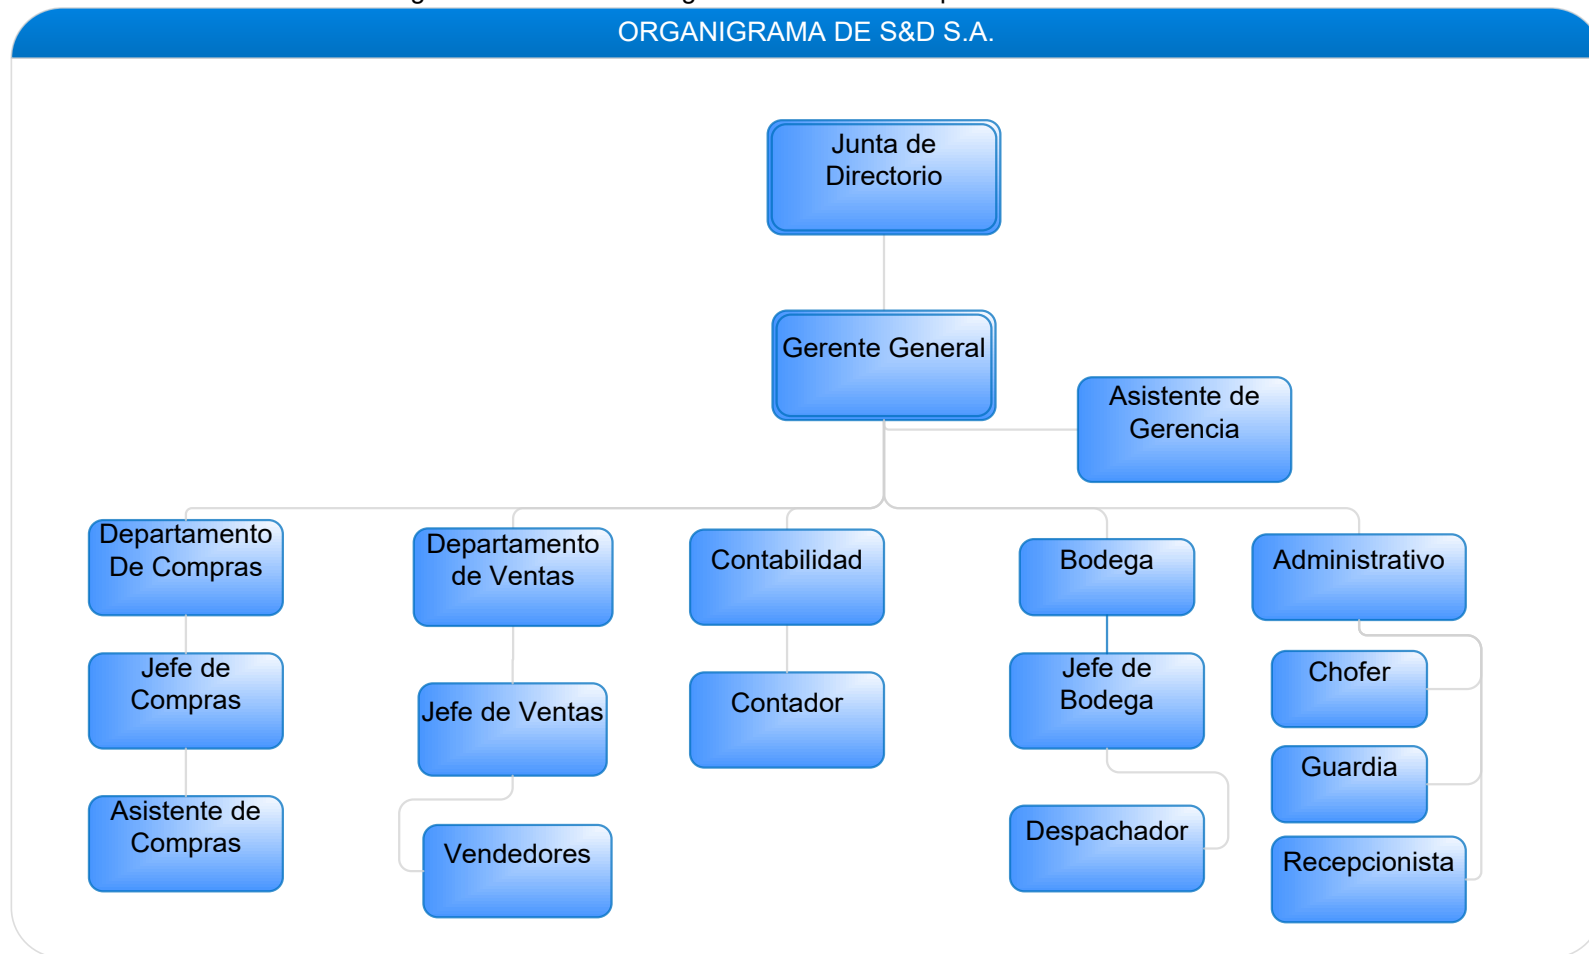 ORGANIGRAMA DE S&D S.A.
Junta de
Directorio
Gerente General
Asistente de
Gerencia
Departamento
De Compras
Departamento
de Ventas
Contabilidad
Bodega
Administrativo
Jefe de
Compras
Jefe de Ventas
Contador
Jefe de
Bodega
Chofer
Guardia
Asistente de
Compras
Vendedores
Despachador
Recepcionista